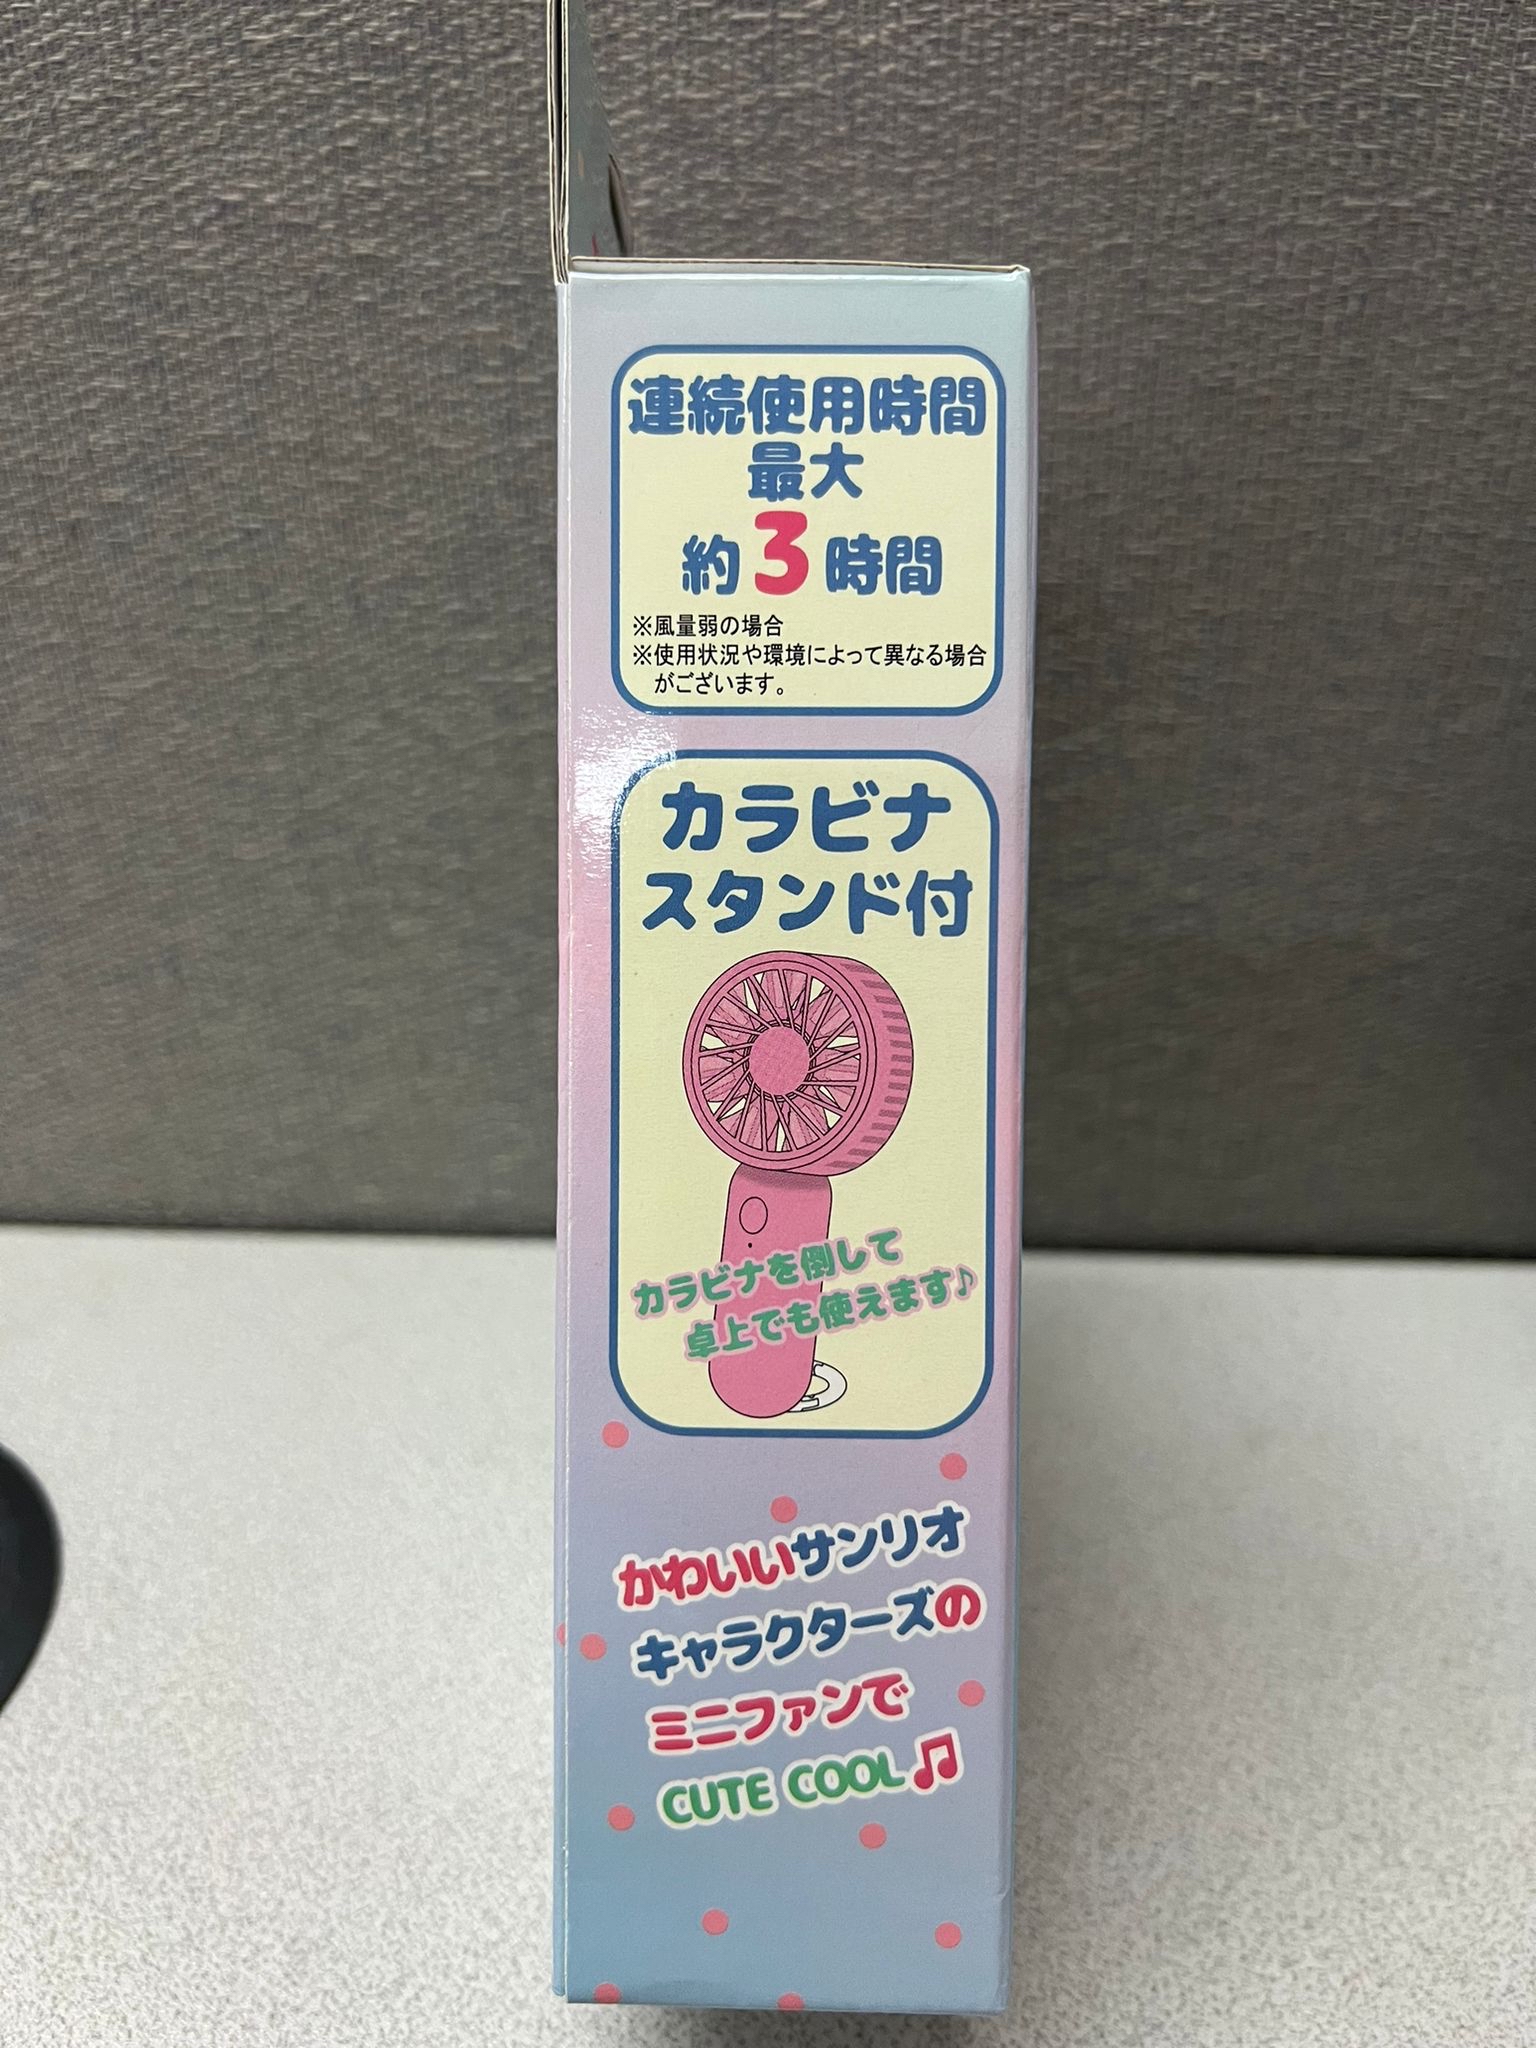 連続使用時間
最大
約3時間
※風量弱の場合
※使用状況や環境によって異なる場合
がございます。
カラビナ
スタンド付
カラビナを倒して
卓上でも使えます♪
かわいいサンリオ
キャラクターズの
ミニファンで
CUTE COOL♫